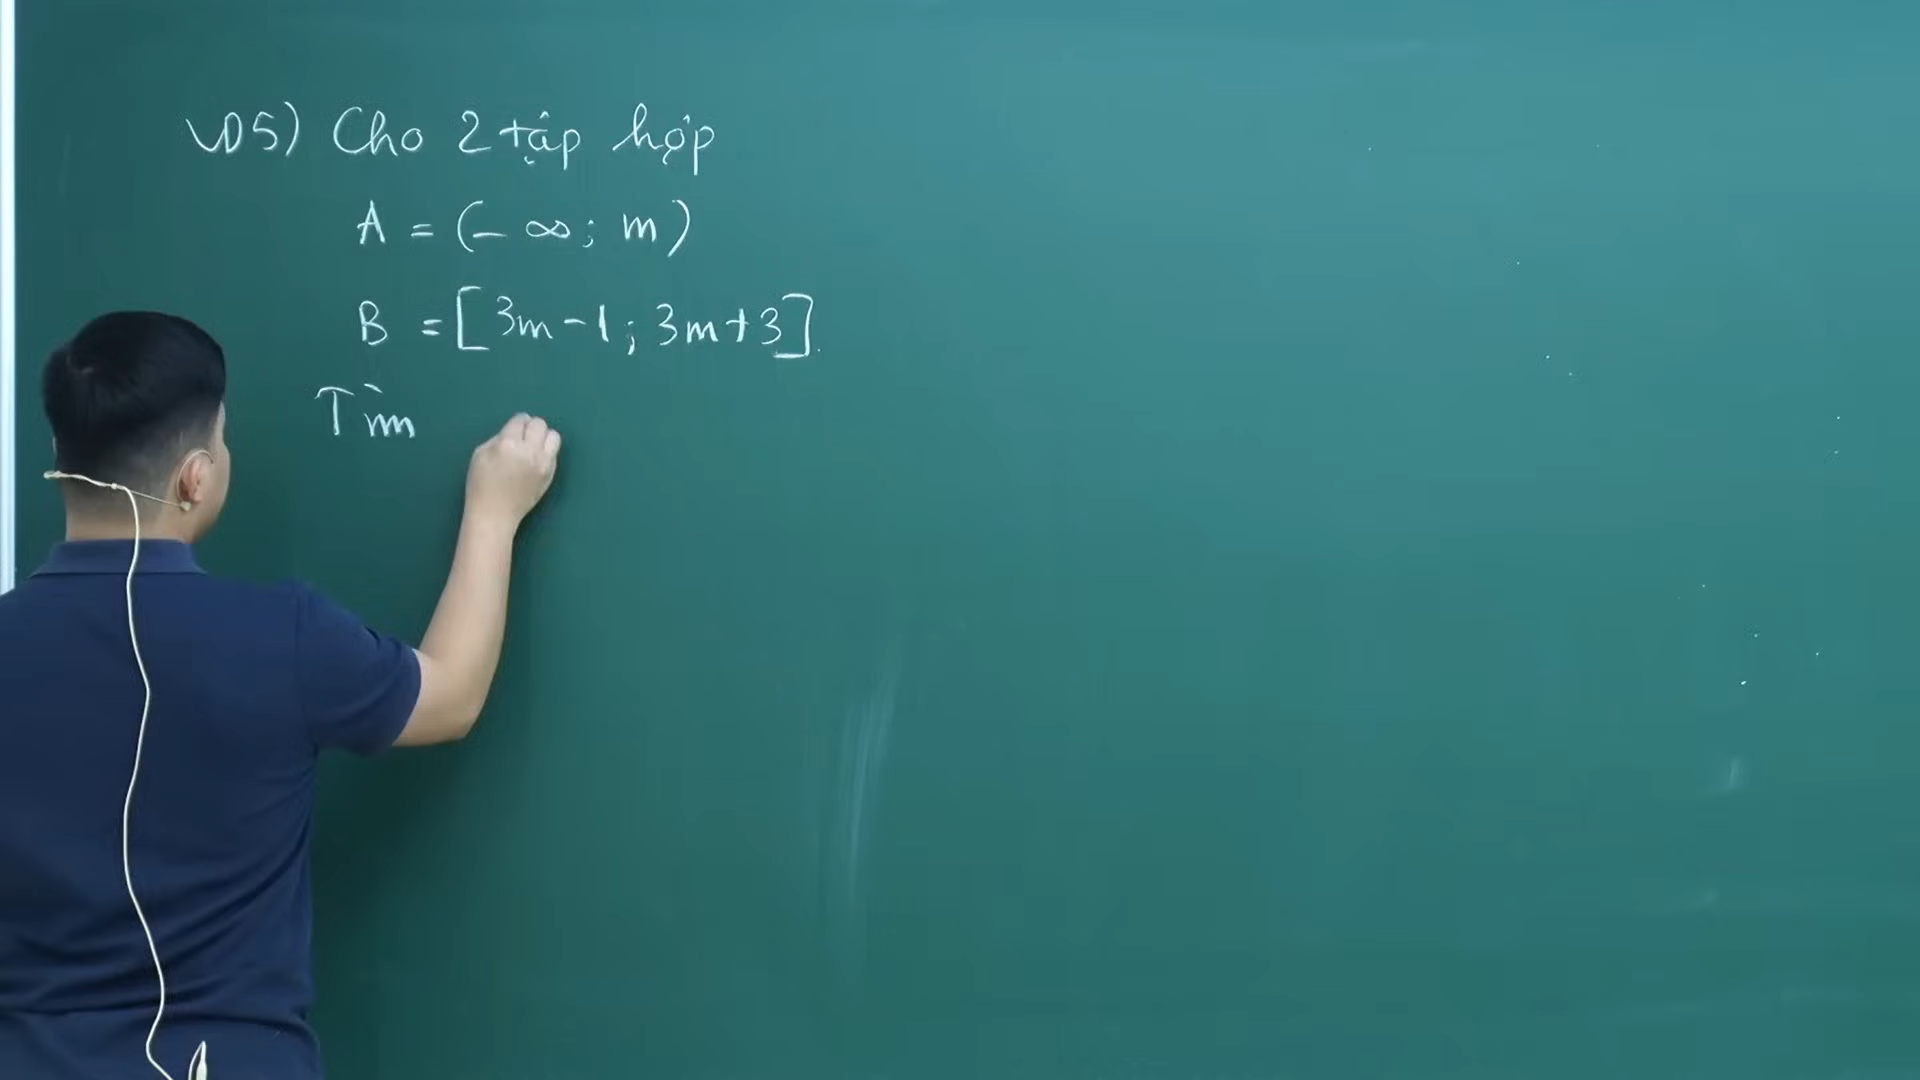 VD5) Cho 2 tập hợp
A = (-∞; m)
B = [3m-1; 3m+3].
Tìm